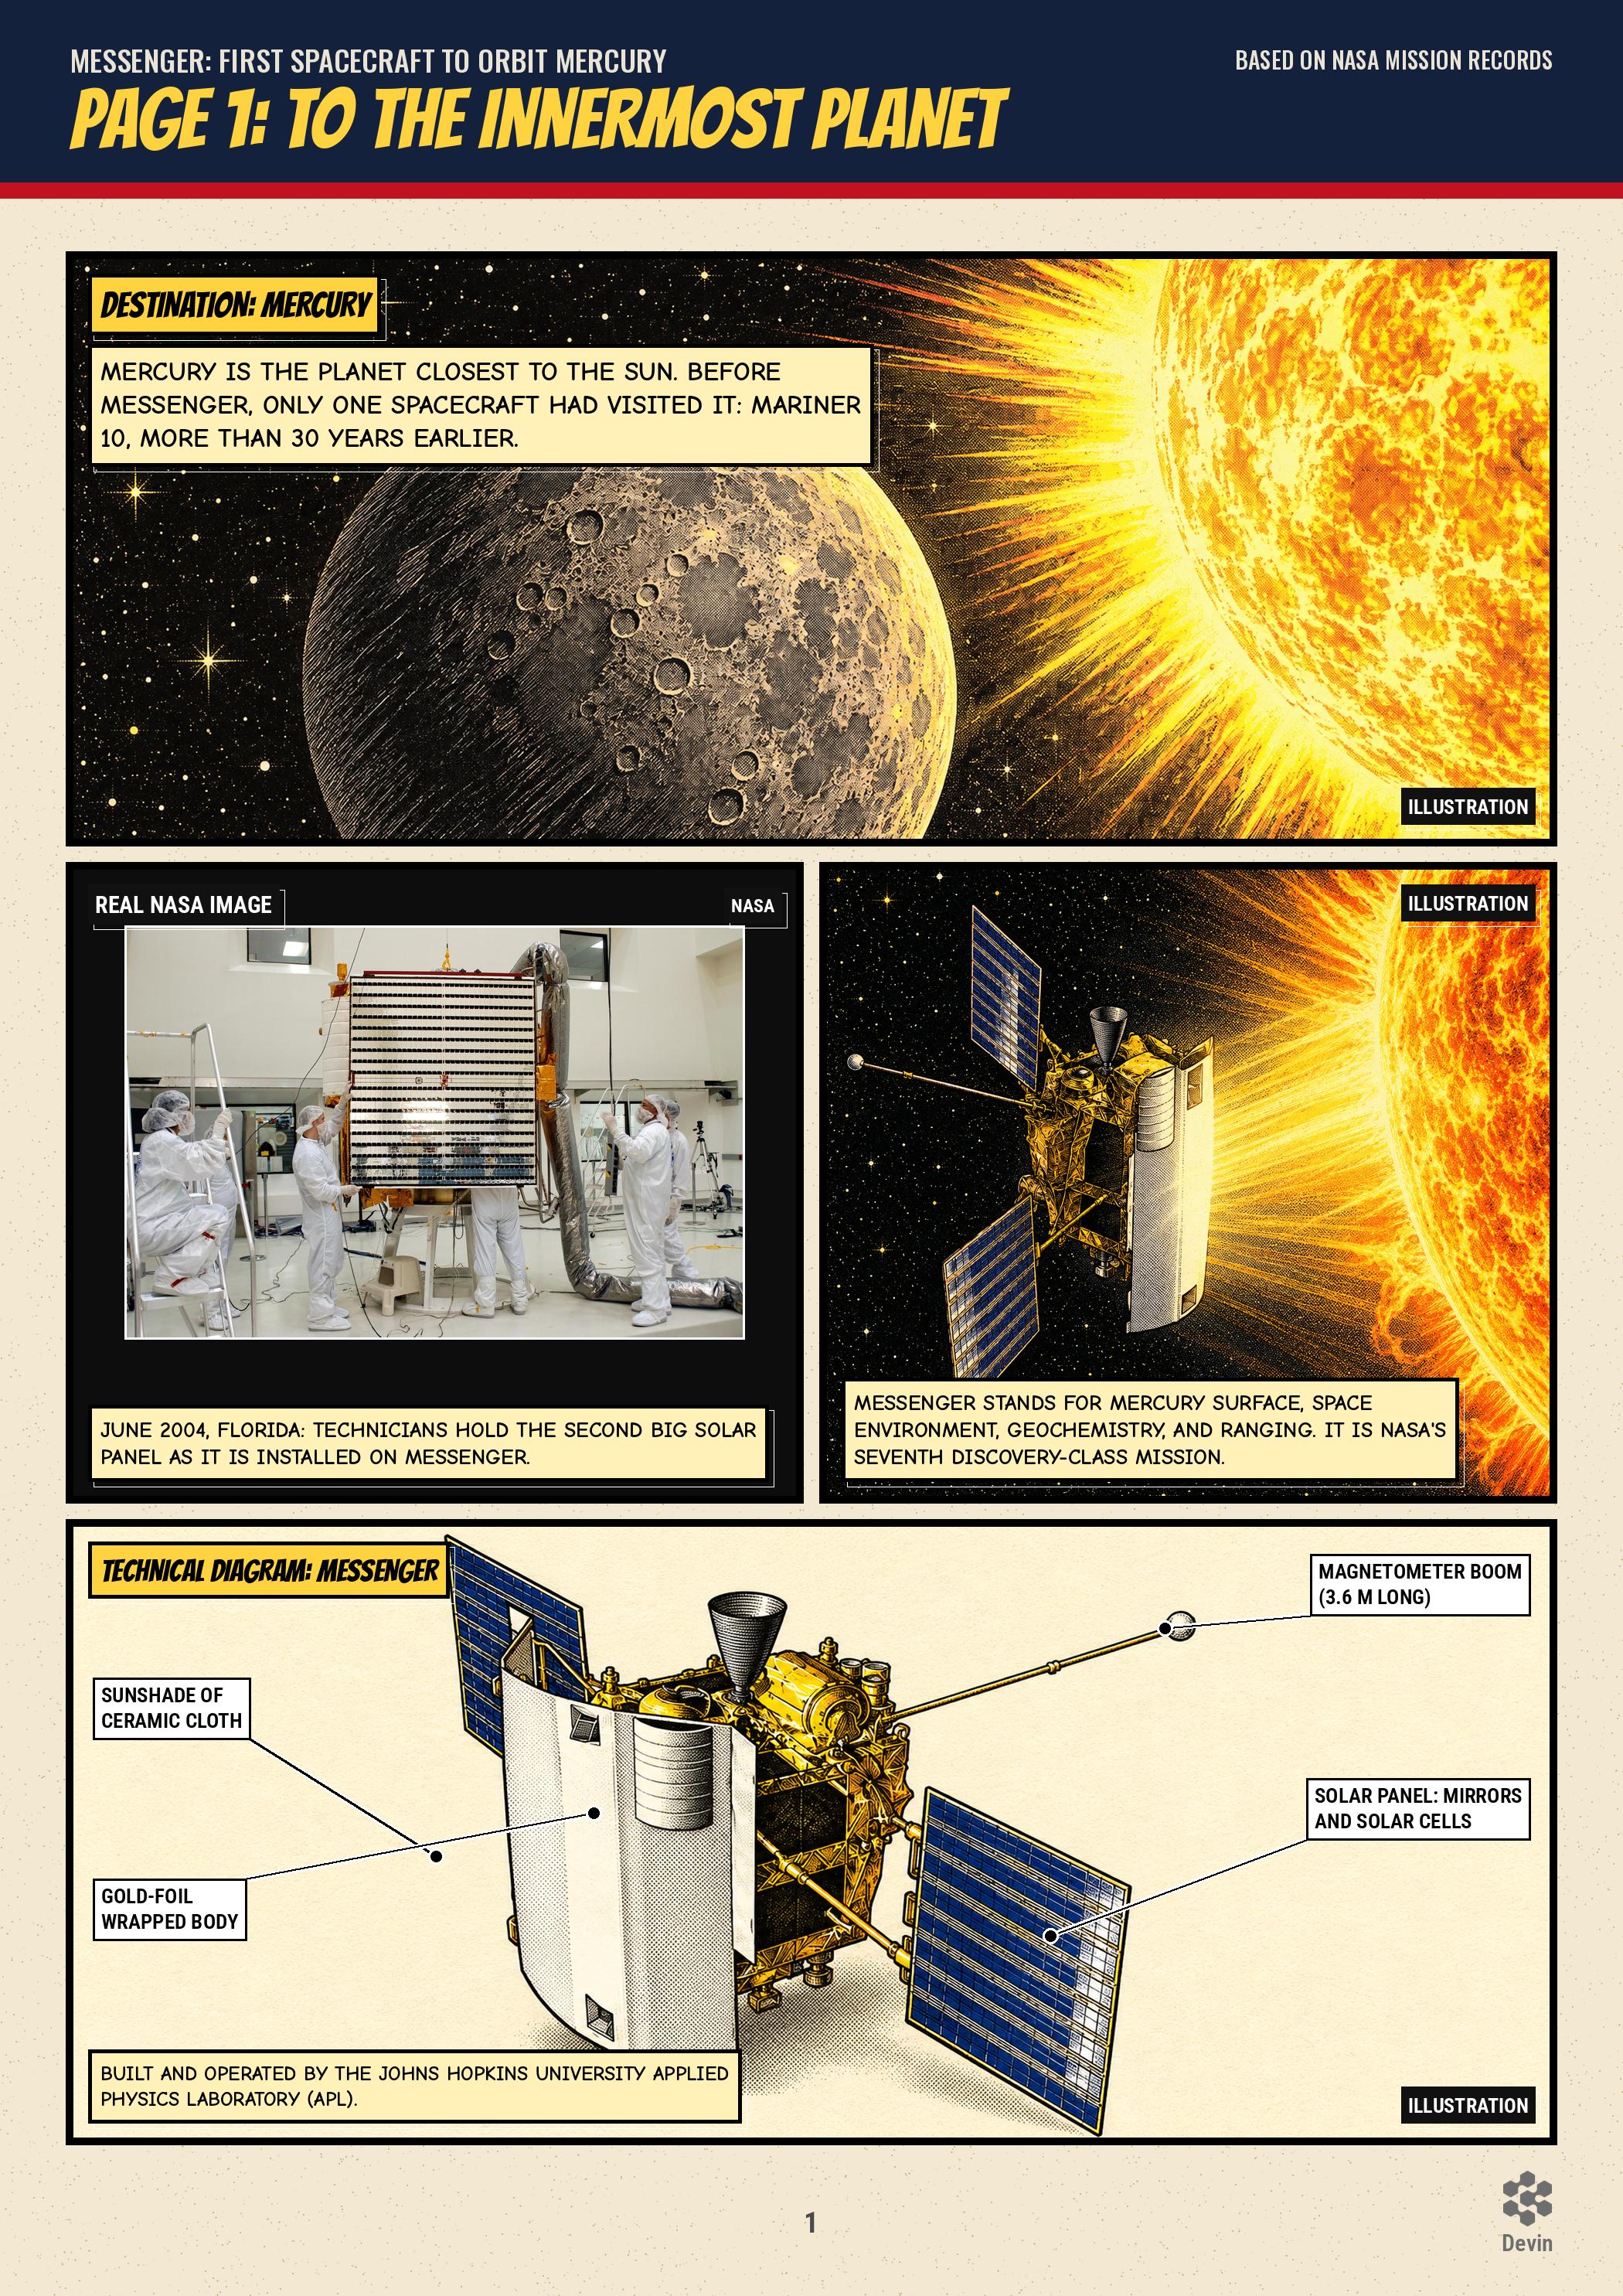 MESSENGER: FIRST SPACECRAFT TO ORBIT MERCURY
BASED ON NASA MISSION RECORDS
PAGE 1: TO THE INNERMOST PLANET
DESTINATION: MERCURY
MERCURY IS THE PLANET CLOSEST TO THE SUN. BEFORE
MESSENGER, ONLY ONE SPACECRAFT HAD VISITED IT: MARINER
10, MORE THAN 30 YEARS EARLIER.
ILLUSTRATION
REAL NASA IMAGE
NASA
JUNE 2004, FLORIDA: TECHNICIANS HOLD THE SECOND BIG SOLAR
PANEL AS IT IS INSTALLED ON MESSENGER.
ILLUSTRATION
MESSENGER STANDS FOR MERCURY SURFACE, SPACE
ENVIRONMENT, GEOCHEMISTRY, AND RANGING. IT IS NASA'S
SEVENTH DISCOVERY-CLASS MISSION.
TECHNICAL DIAGRAM: MESSENGER
MAGNETOMETER BOOM
(3.6 M LONG)
SUNSHADE OF
CERAMIC CLOTH
SOLAR PANEL: MIRRORS
AND SOLAR CELLS
GOLD-FOIL
WRAPPED BODY
BUILT AND OPERATED BY THE JOHNS HOPKINS UNIVERSITY APPLIED
PHYSICS LABORATORY (APL).
ILLUSTRATION
1
Devin